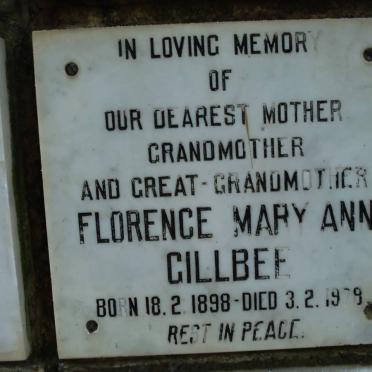 IN LOVING MEMORY
OF
OUR DEAREST MOTHER
GRANDMOTHER
AND GREAT-GRANDMOTHER
FLORENCE MARY ANN
GILLBEE
BORN 18.2.1898-DIED 3.2.
REST IN PEACE.